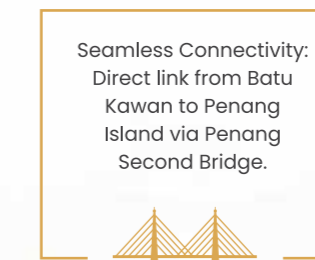 Seamless Connectivity:
Direct link from Batu
Kawan to Penang
Island via Penang
Second Bridge.